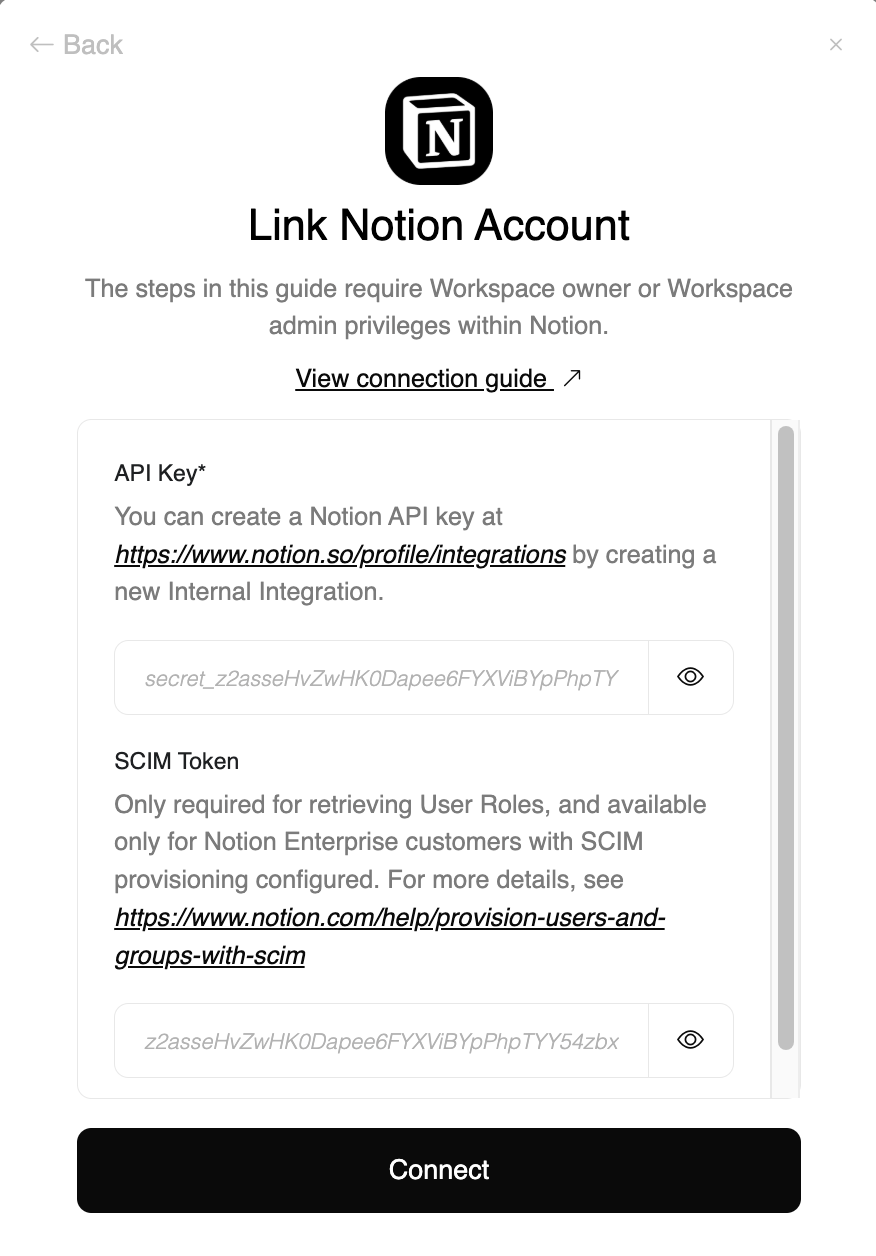 ← Back
×
N
Link Notion Account
The steps in this guide require Workspace owner or Workspace
admin privileges within Notion.
View connection guide ↗
API Key*
You can create a Notion API key at
https://www.notion.so/profile/integrations by creating a
new Internal Integration.
secret_z2asseHvZwHK0Dapee6FYXViBYpPhpTY
SCIM Token
Only required for retrieving User Roles, and available
only for Notion Enterprise customers with SCIM
provisioning configured. For more details, see
https://www.notion.com/help/provision-users-and-
groups-with-scim
z2asseHvZwHK0Dapee6FYXViBYpPhpTYY54zbx
Connect